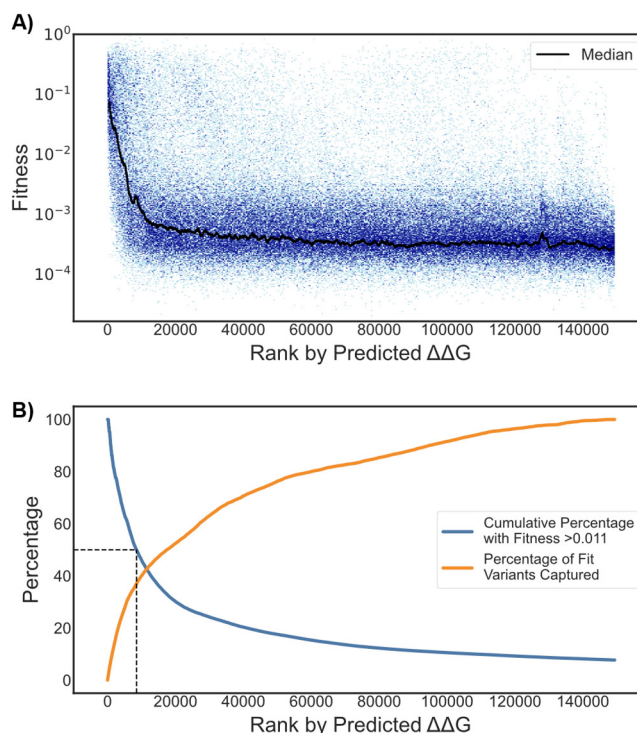 A)
10⁰
10⁻¹
10⁻²
10⁻³
10⁻⁴
Fitness
Median
0 20000 40000 60000 80000 100000 120000 140000
Rank by Predicted ΔΔG
B)
100
80
60
40
20
0
Percentage
Cumulative Percentage
with Fitness >0.011
Percentage of Fit
Variants Captured
0 20000 40000 60000 80000 100000 120000 140000
Rank by Predicted ΔΔG